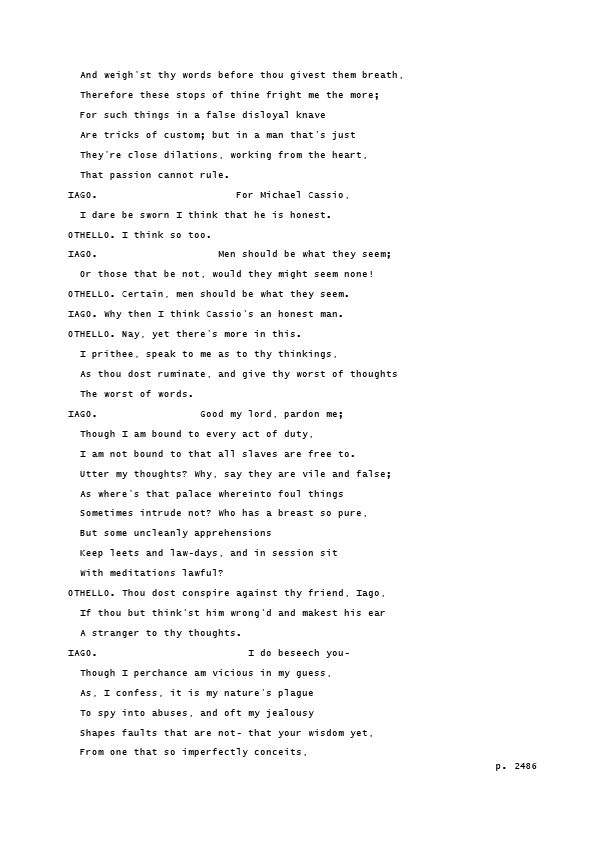 And weigh'st thy words before thou givest them breath,
Therefore these stops of thine fright me the more;
For such things in a false disloyal knave
Are tricks of custom; but in a man that's just
They're close dilations, working from the heart,
That passion cannot rule.
IAGO. For Michael Cassio,
I dare be sworn I think that he is honest.
OTHELLO. I think so too.
IAGO. Men should be what they seem;
Or those that be not, would they might seem none!
OTHELLO. Certain, men should be what they seem.
IAGO. Why then I think Cassio's an honest man.
OTHELLO. Nay, yet there's more in this.
I prithee, speak to me as to thy thinkings,
As thou dost ruminate, and give thy worst of thoughts
The worst of words.
IAGO. Good my lord, pardon me;
Though I am bound to every act of duty,
I am not bound to that all slaves are free to.
Utter my thoughts? Why, say they are vile and false;
As where's that palace whereinto foul things
Sometimes intrude not? Who has a breast so pure,
But some uncleanly apprehensions
Keep leets and law-days, and in session sit
With meditations lawful?
OTHELLO. Thou dost conspire against thy friend, Iago,
If thou but think'st him wrong'd and makest his ear
A stranger to thy thoughts.
IAGO. I do beseech you-
Though I perchance am vicious in my guess,
As, I confess, it is my nature's plague
To spy into abuses, and oft my jealousy
Shapes faults that are not- that your wisdom yet,
From one that so imperfectly conceits,
p. 2486